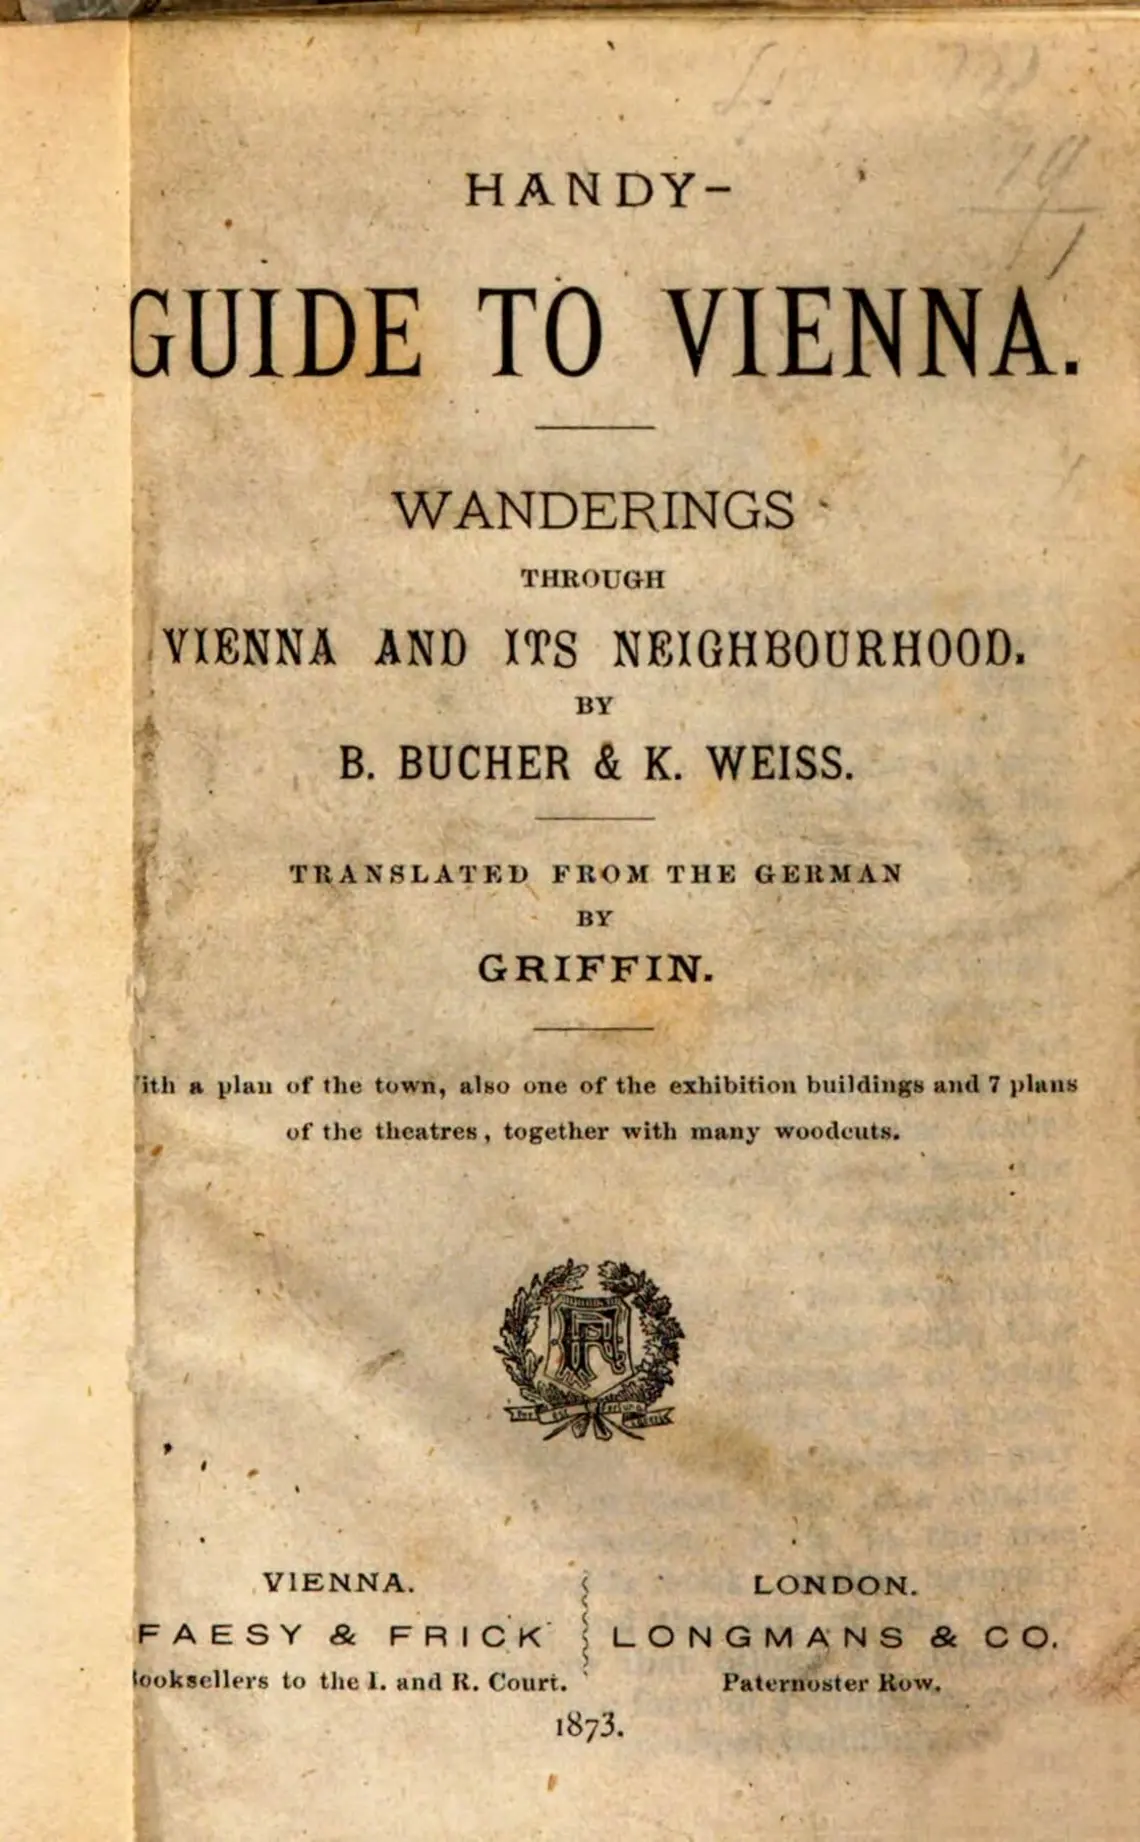 HANDY-
GUIDE TO VIENNA.
WANDERINGS
THROUGH
VIENNA AND ITS NEIGHBOURHOOD.
BY
B. BUCHER & K. WEISS.
TRANSLATED FROM THE GERMAN
BY
GRIFFIN.
ith a plan of the town, also one of the exhibition buildings and 7 plans
of the theatres, together with many woodcuts.
VIENNA.
FAESY & FRICK
ooksellers to the I. and R. Court.
LONDON.
LONGMANS & CO.
Paternoster Row.
1873.